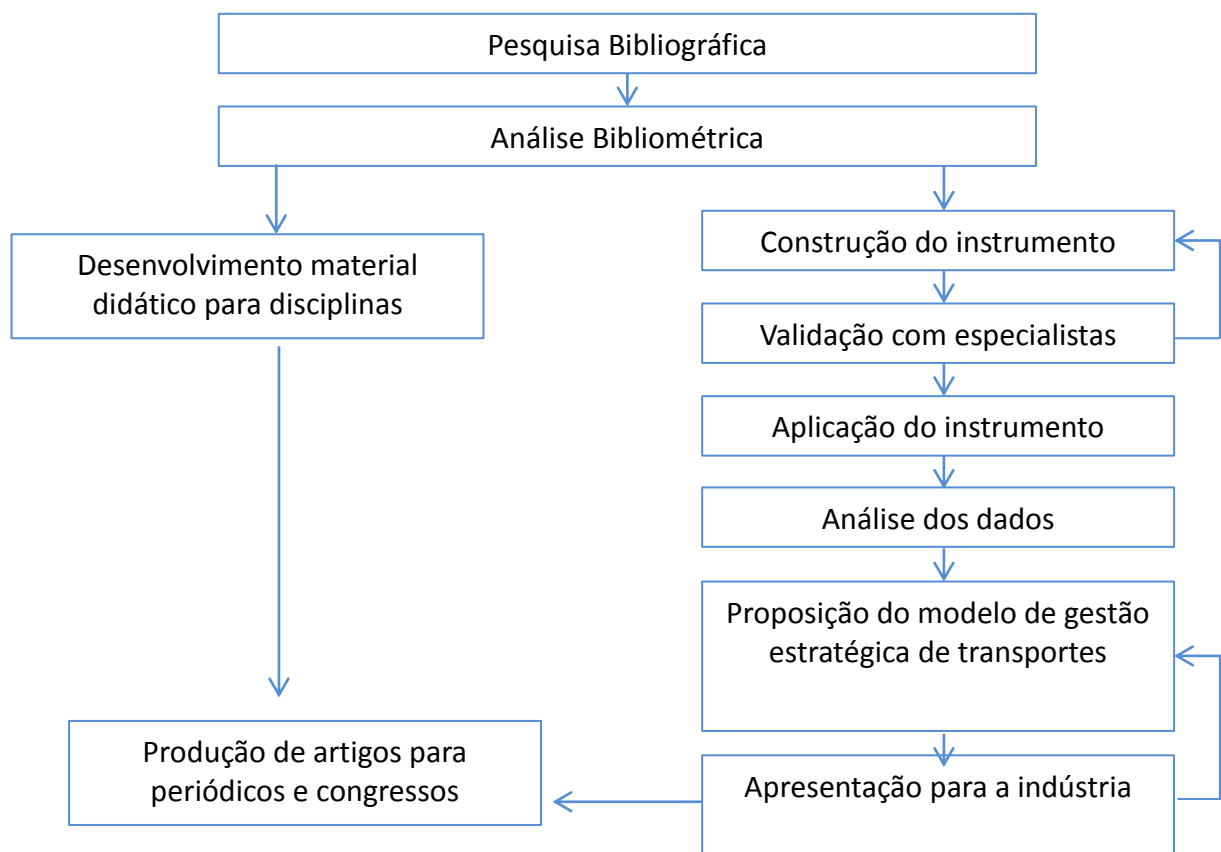 Pesquisa Bibliográfica
Análise Bibliométrica
Desenvolvimento material
didático para disciplinas
Construção do instrumento
Validação com especialistas
Aplicação do instrumento
Análise dos dados
Proposição do modelo de gestão
estratégica de transportes
Produção de artigos para
periódicos e congressos
Apresentação para a indústria